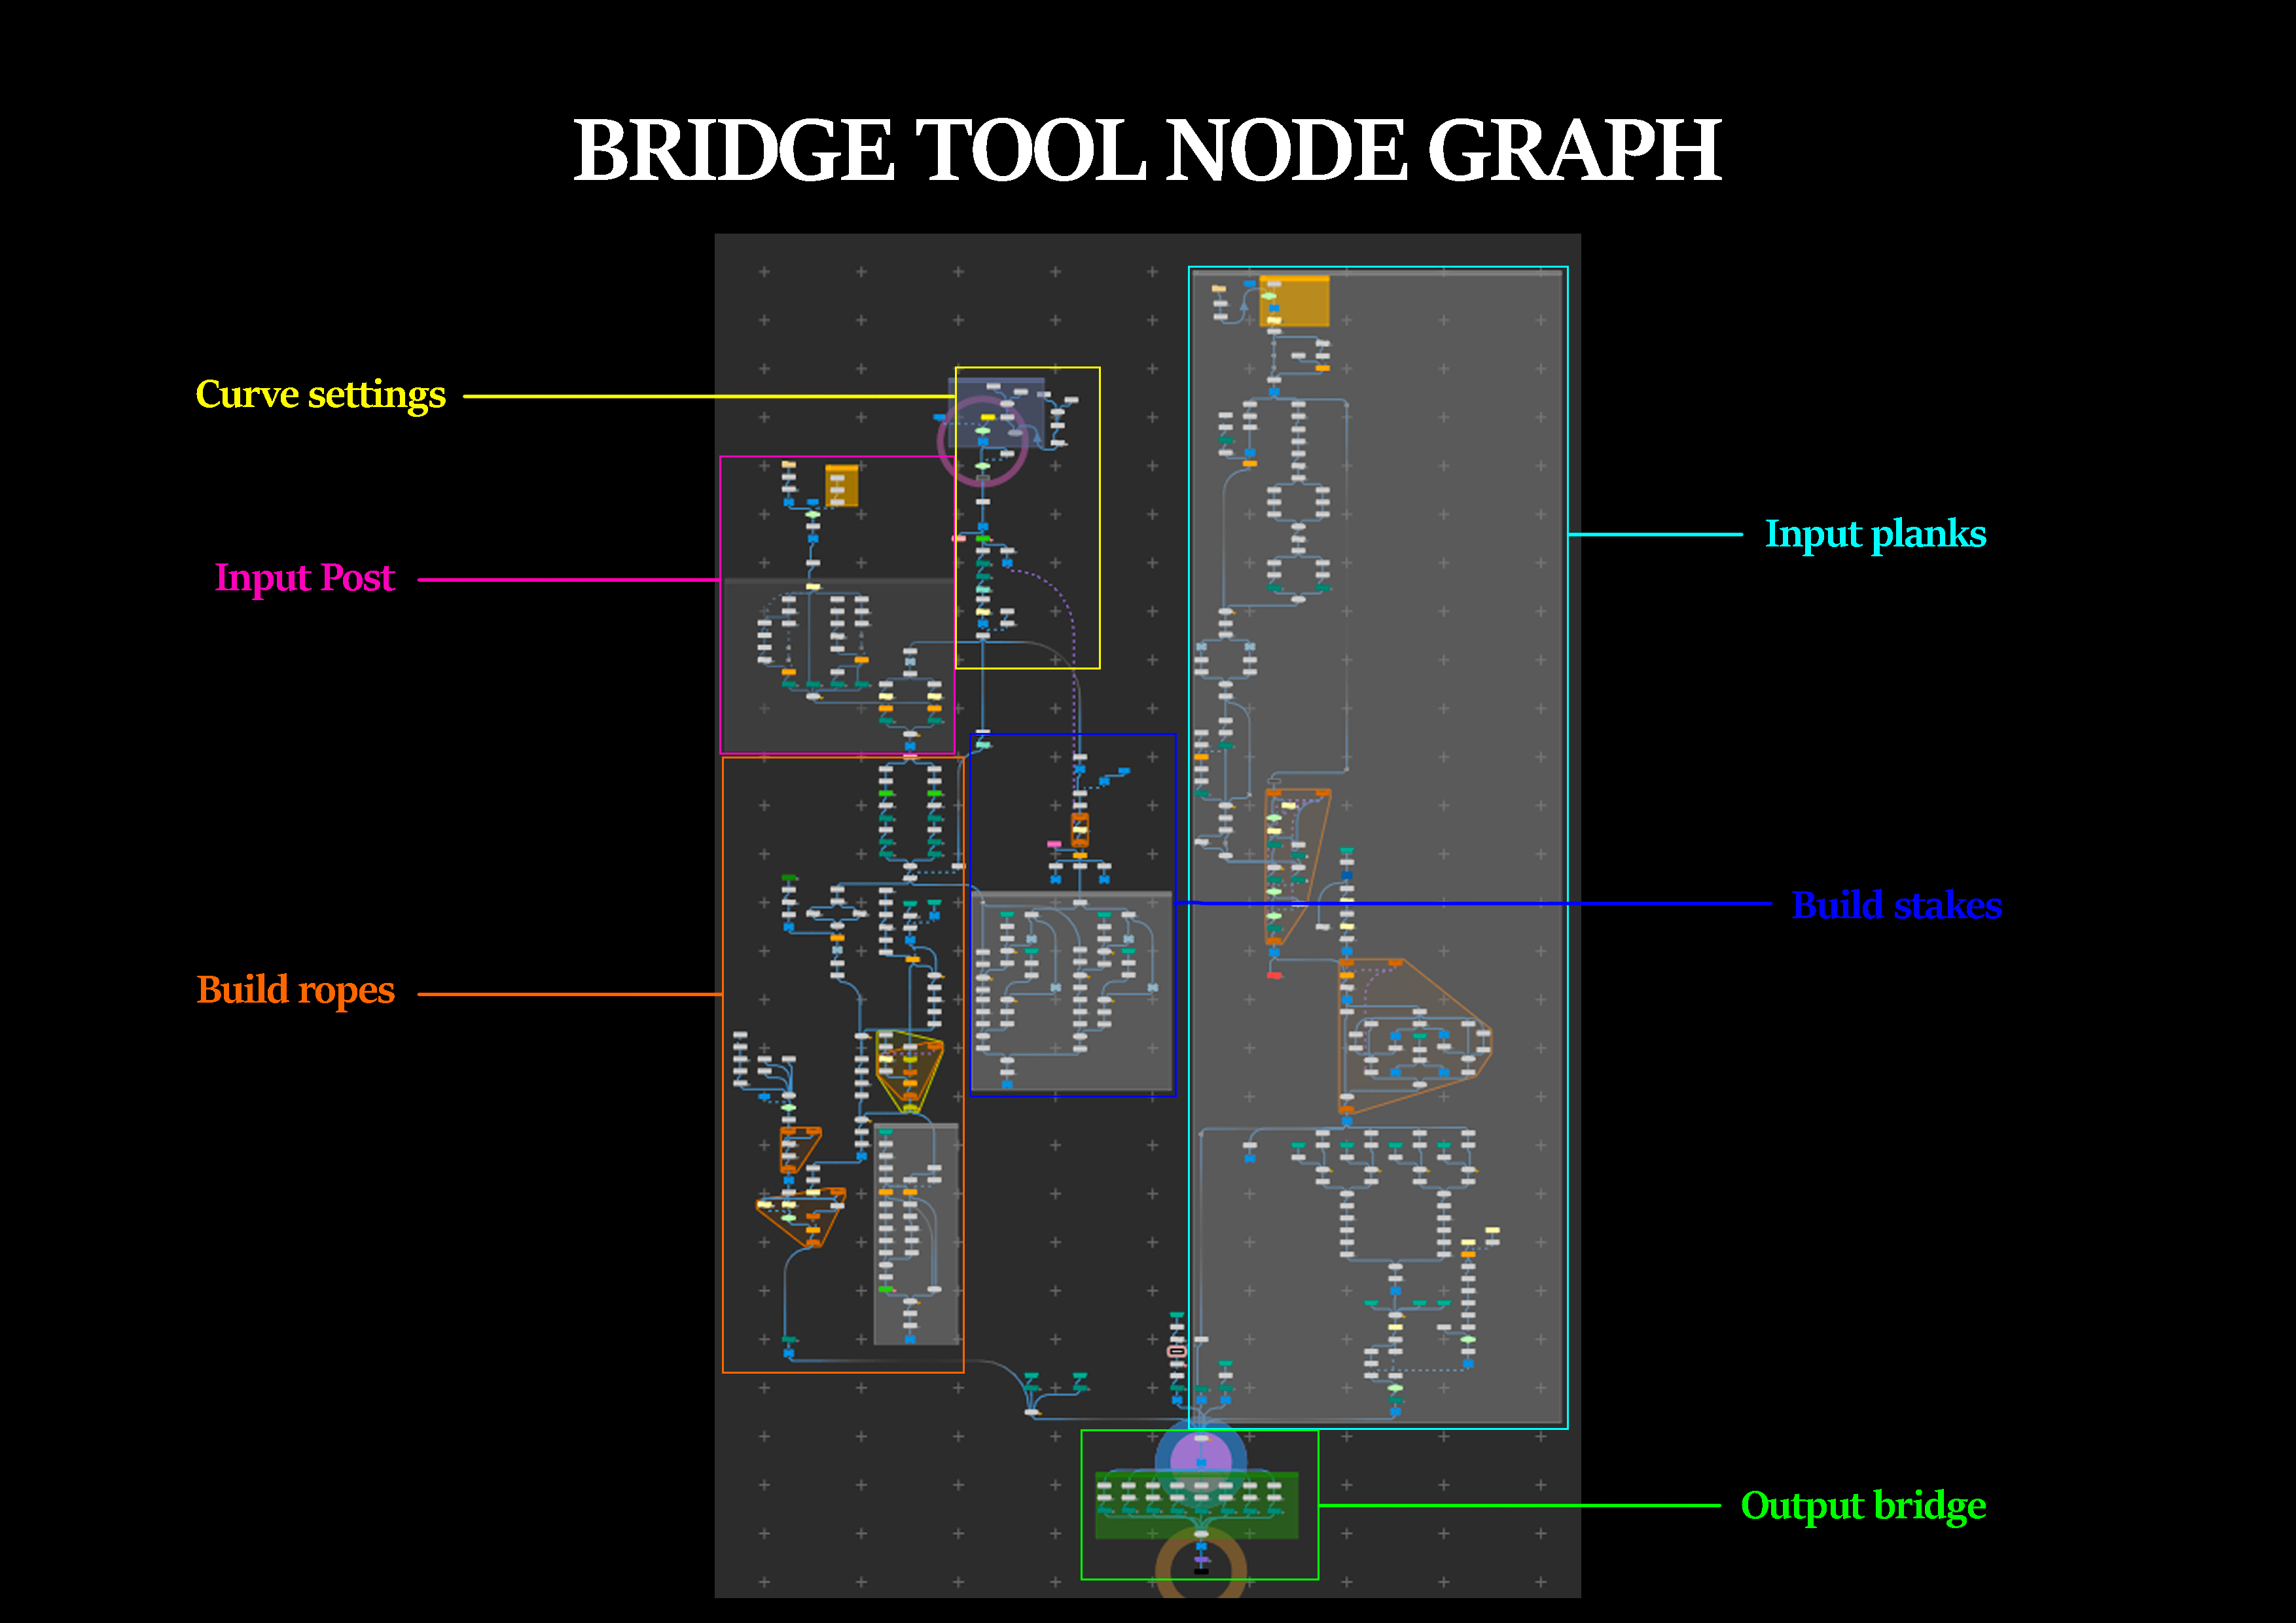 BRIDGE TOOL NODE GRAPH
Curve settings
Input Post
Input planks
Build stakes
Build ropes
Output bridge